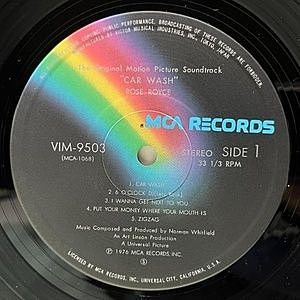 UNAUTHORIZED COPYING, PUBLIC PERFORMANCE, BROADCASTING OF THESE RECORDS ARE FORBIDDEN.
BY VICTOR MUSICAL INDUSTRIES, INC. TOKYO, JAPAN
The Original Motion Picture Soundtrack
"CAR WASH"
ROSE ROYCE
MCA RECORDS
VIM-9503
(MCA-1068)
STEREO SIDE 1
33 1/3 RPM
1. CAR WASH
2. 6 O'CLOCK DJ (Let's Rock)
3. I WANNA GET NEXT TO YOU
4. PUT YOUR MONEY WHERE YOUR MOUTH IS
5. ZIGZAG
Music Composed and Produced by Norman Whitfield
An Art Linson Production
A Universal Picture
℗ 1976 MCA RECORDS, INC.
LICENSED BY MCA RECORDS, INC. UNIVERSAL CITY, CALIFORNIA, U.S.A.